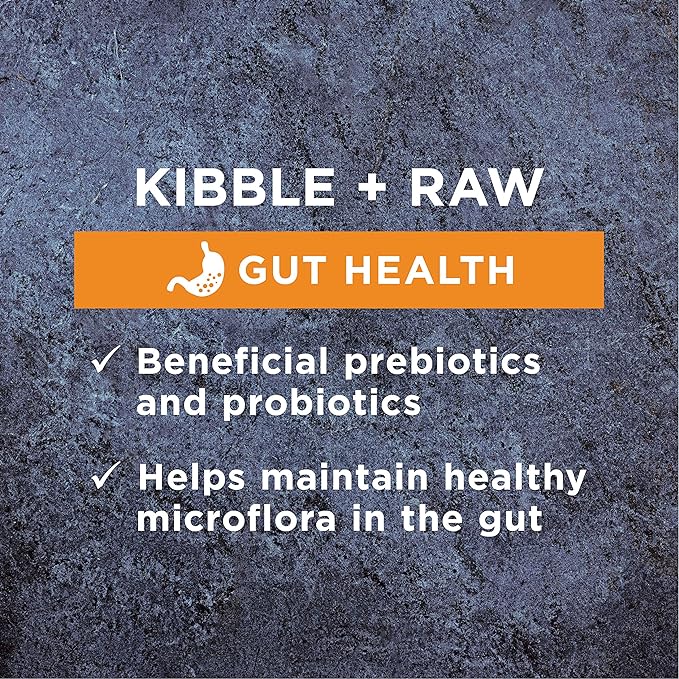 KIBBLE + RAW
GUT HEALTH
✓ Beneficial prebiotics
and probiotics
✓ Helps maintain healthy
microflora in the gut